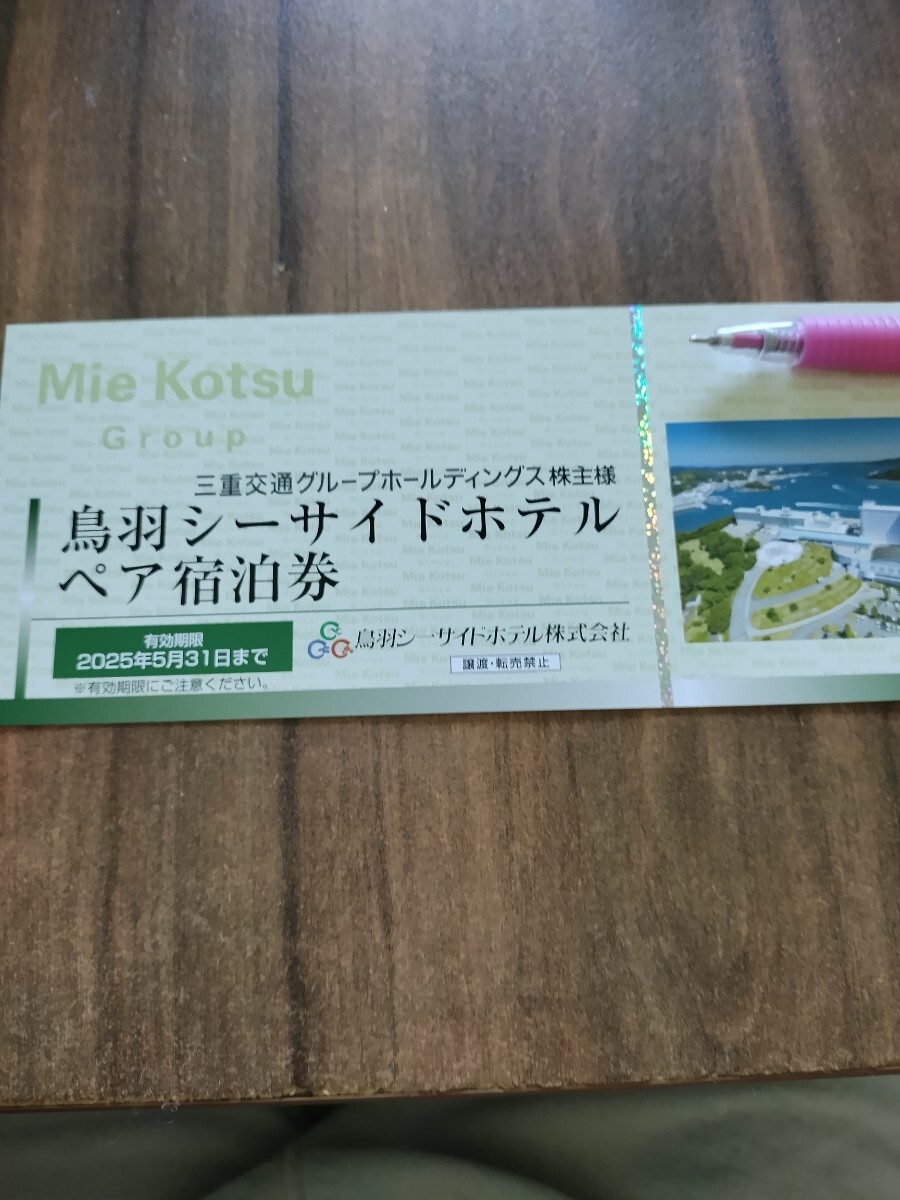 Mie Kotsu
Group
三重交通グループホールディングス株主様
鳥羽シーサイドホテル
ペア宿泊券
有効期限
2025年5月31日まで
※有効期限にご注意ください。
鳥羽シーサイドホテル株式会社
譲渡・転売禁止